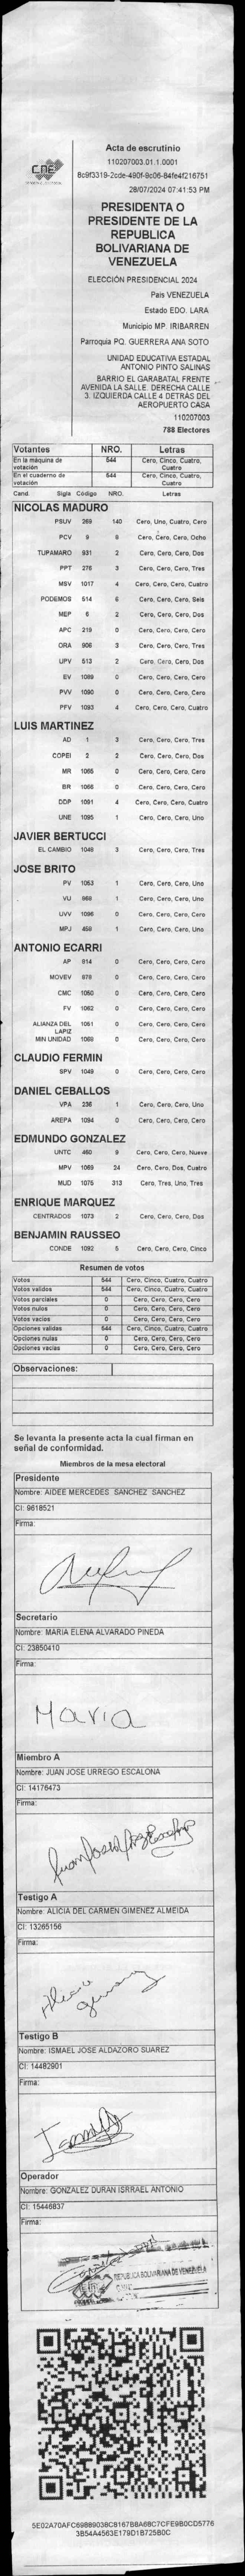 Acta de escrutinio
110207003.01.1.0001
8c9f3319-2cde-490f-9c06-84fe4f216751
28/07/2024 07:41:53 PM
CNE
PRESIDENTA O
PRESIDENTE DE LA
REPUBLICA
BOLIVARIANA DE
VENEZUELA
ELECCIÓN PRESIDENCIAL 2024
Pais VENEZUELA
Estado EDO. LARA
Municipio MP. IRIBARREN
Parroquia PQ. GUERRERA ANA SOTO
UNIDAD EDUCATIVA ESTADAL
ANTONIO PINTO SALINAS
BARRIO EL GARABATAL FRENTE
AVENIDA LA SALLE. DERECHA CALLE
3. IZQUIERDA CALLE 4 DETRÁS DEL
AEROPUERTO CASA
110207003
788 Electores
Votantes NRO. Letras
En la máquina de votación 544 Cero, Cinco, Cuatro, Cuatro
En el cuaderno de votación 544 Cero, Cinco, Cuatro, Cuatro
Cand. Sigla Código NRO. Letras
NICOLAS MADURO
PSUV 269 140 Cero, Uno, Cuatro, Cero
PCV 9 8 Cero, Cero, Cero, Ocho
TUPAMARO 931 2 Cero, Cero, Cero, Dos
PPT 276 3 Cero, Cero, Cero, Tres
MSV 1017 4 Cero, Cero, Cero, Cuatro
PODEMOS 514 6 Cero, Cero, Cero, Seis
MEP 6 2 Cero, Cero, Cero, Dos
APC 219 0 Cero, Cero, Cero, Cero
ORA 906 3 Cero, Cero, Cero, Tres
UPV 513 2 Cero, Cero, Cero, Dos
EV 1089 0 Cero, Cero, Cero, Cero
PVV 1090 0 Cero, Cero, Cero, Cero
PFV 1093 4 Cero, Cero, Cero, Cuatro
LUIS MARTINEZ
AD 1 3 Cero, Cero, Cero, Tres
COPEI 2 2 Cero, Cero, Cero, Dos
MR 1065 0 Cero, Cero, Cero, Cero
BR 1066 0 Cero, Cero, Cero, Cero
DDP 1091 4 Cero, Cero, Cero, Cuatro
UNE 1095 1 Cero, Cero, Cero, Uno
JAVIER BERTUCCI
EL CAMBIO 1048 3 Cero, Cero, Cero, Tres
JOSE BRITO
PV 1053 1 Cero, Cero, Cero, Uno
VU 868 1 Cero, Cero, Cero, Uno
UVV 1096 0 Cero, Cero, Cero, Cero
MPJ 458 1 Cero, Cero, Cero, Uno
ANTONIO ECARRI
AP 914 0 Cero, Cero, Cero, Cero
MOVEV 979 0 Cero, Cero, Cero, Cero
CMC 1050 0 Cero, Cero, Cero, Cero
FV 1062 0 Cero, Cero, Cero, Cero
ALIANZA DEL LAPIZ 1051 0 Cero, Cero, Cero, Cero
MIN UNIDAD 1069 0 Cero, Cero, Cero, Cero
CLAUDIO FERMIN
SPV 1049 0 Cero, Cero, Cero, Cero
DANIEL CEBALLOS
VPA 236 1 Cero, Cero, Cero, Uno
AREPA 1094 0 Cero, Cero, Cero, Cero
EDMUNDO GONZALEZ
UNTC 460 9 Cero, Cero, Cero, Nueve
MPV 1069 24 Cero, Cero, Dos, Cuatro
MUD 1075 313 Cero, Tres, Uno, Tres
ENRIQUE MARQUEZ
CENTRADOS 1073 2 Cero, Cero, Cero, Dos
BENJAMIN RAUSSEO
CONDE 1092 5 Cero, Cero, Cero, Cinco
Resumen de votos
Votos 544 Cero, Cinco, Cuatro, Cuatro
Votos validos 544 Cero, Cinco, Cuatro, Cuatro
Votos parciales 0 Cero, Cero, Cero, Cero
Votos nulos 0 Cero, Cero, Cero, Cero
Votos vacios 0 Cero, Cero, Cero, Cero
Opciones validas 544 Cero, Cinco, Cuatro, Cuatro
Opciones nulas 0 Cero, Cero, Cero, Cero
Opciones vacias 0 Cero, Cero, Cero, Cero
Observaciones:
Se levanta la presente acta la cual firman en
señal de conformidad.
Miembros de la mesa electoral
Presidente
Nombre: AIDEE MERCEDES SANCHEZ SANCHEZ
CI: 9618521
Firma:
Secretario
Nombre: MARIA ELENA ALVARADO PINEDA
CI: 23850410
Firma:
Maria
Miembro A
Nombre: JUAN JOSE URREGO ESCALONA
CI: 14176473
Firma:
Testigo A
Nombre: ALICIA DEL CARMEN GIMENEZ ALMEIDA
CI: 13265156
Firma:
Alicia
Testigo B
Nombre: ISMAEL JOSE ALDAZORO SUAREZ
CI: 14482901
Firma:
Operador
Nombre: GONZALEZ DURAN ISRRAEL ANTONIO
CI: 15446837
Firma:
REPUBLICA BOLIVARIANA DE VENEZUELA
5E02A70AFC69B89038C8167B8A68C7CFE9B0CD5776
3B54A4563E179D1B725B0C